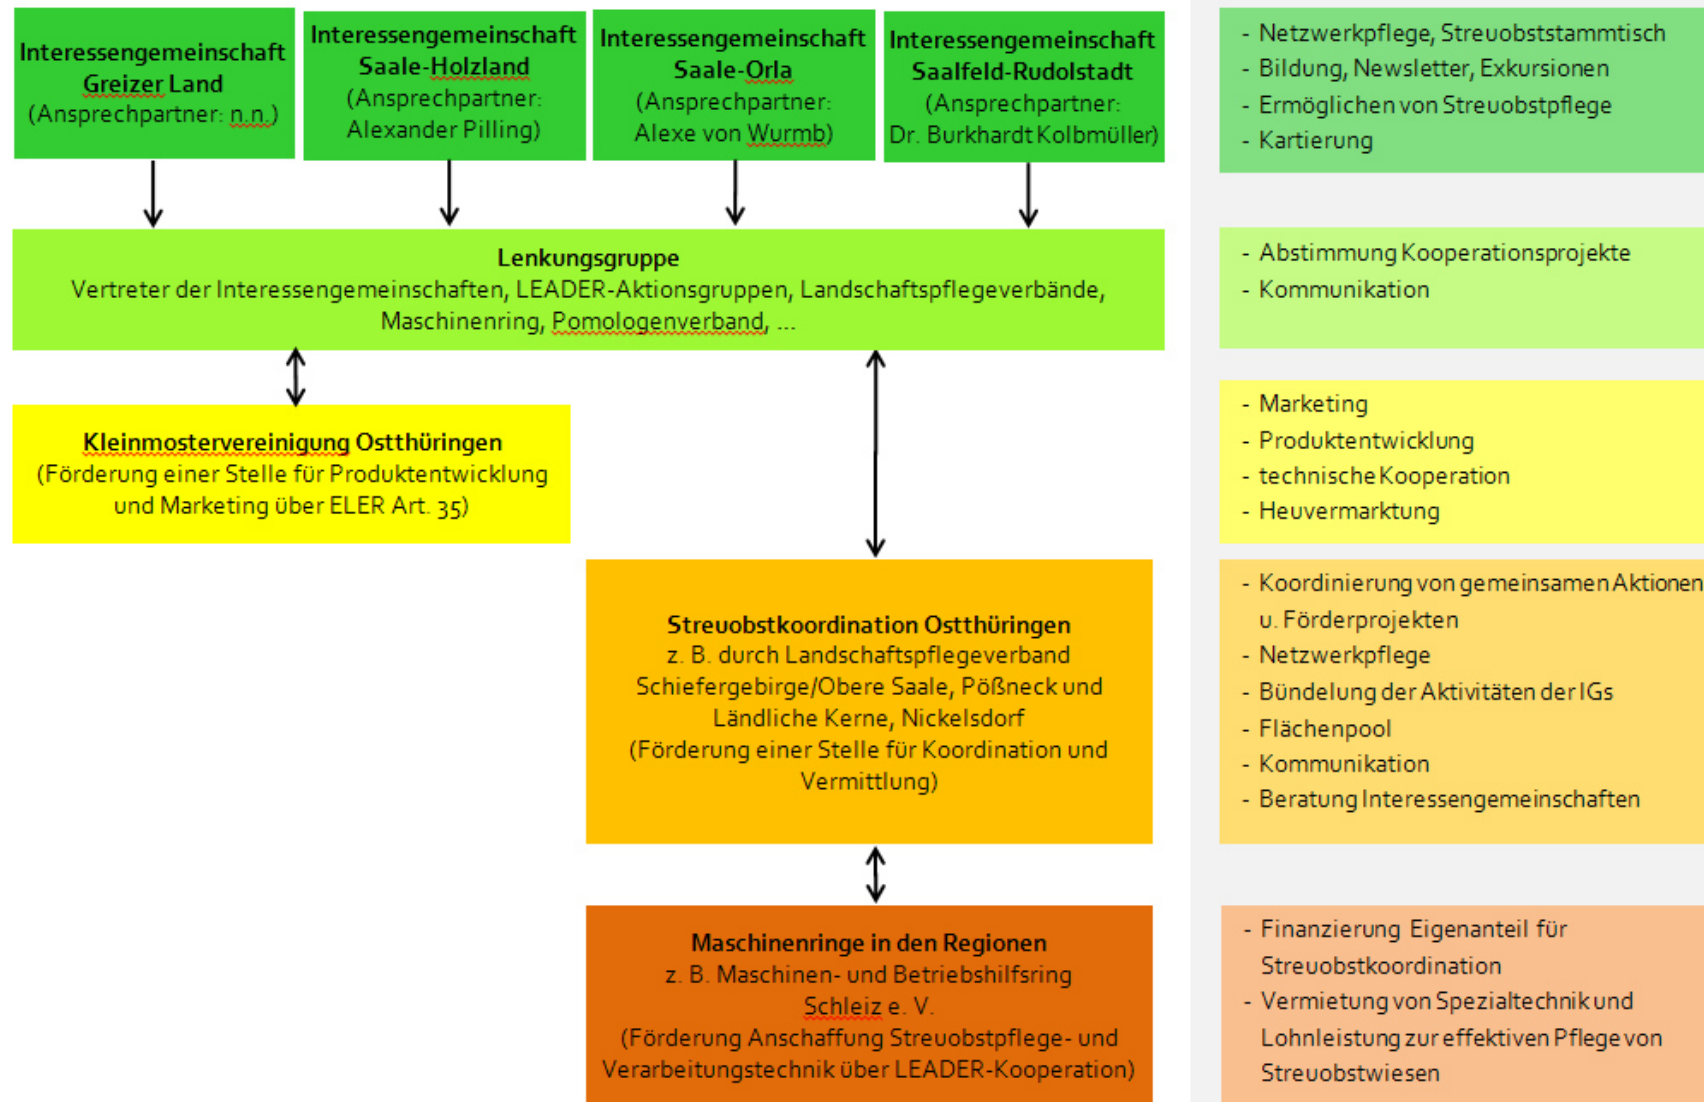 Interessengemeinschaft
Greizer Land
(Ansprechpartner: n.n.)
Interessengemeinschaft
Saale-Holzland
(Ansprechpartner:
Alexander Pilling)
Interessengemeinschaft
Saale-Orla
(Ansprechpartner:
Alexe von Wurmb)
Interessengemeinschaft
Saalfeld-Rudolstadt
(Ansprechpartner:
Dr. Burkhardt Kolbmüller)
- Netzwerkpflege, Streuobststammtisch
- Bildung, Newsletter, Exkursionen
- Ermöglichen von Streuobstpflege
- Kartierung
Lenkungsgruppe
Vertreter der Interessengemeinschaften, LEADER-Aktionsgruppen, Landschaftspflegeverbände,
Maschinenring, Pomologenverband, ...
- Abstimmung Kooperationsprojekte
- Kommunikation
Kleinmostervereinigung Ostthüringen
(Förderung einer Stelle für Produktentwicklung
und Marketing über ELER Art. 35)
- Marketing
- Produktentwicklung
- technische Kooperation
- Heuvermarktung
Streuobstkoordination Ostthüringen
z. B. durch Landschaftspflegeverband
Schiefergebirge/Obere Saale, Pößneck und
Ländliche Kerne, Nickelsdorf
(Förderung einer Stelle für Koordination und
Vermittlung)
- Koordinierung von gemeinsamen Aktionen
u. Förderprojekten
- Netzwerkpflege
- Bündelung der Aktivitäten der IGs
- Flächenpool
- Kommunikation
- Beratung Interessengemeinschaften
Maschinenringe in den Regionen
z. B. Maschinen- und Betriebshilfsring
Schleiz e. V.
(Förderung Anschaffung Streuobstpflege- und
Verarbeitungstechnik über LEADER-Kooperation)
- Finanzierung Eigenanteil für
Streuobstkoordination
- Vermietung von Spezialtechnik und
Lohnleistung zur effektiven Pflege von
Streuobstwiesen